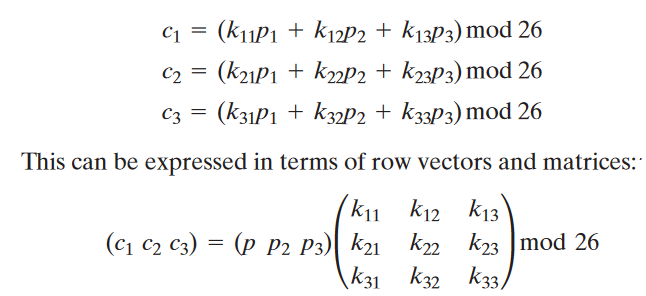 c₁ = (k₁₁p₁ + k₁₂p₂ + k₁₃p₃) mod 26
c₂ = (k₂₁p₁ + k₂₂p₂ + k₂₃p₃) mod 26
c₃ = (k₃₁p₁ + k₃₂p₂ + k₃₃p₃) mod 26
This can be expressed in terms of row vectors and matrices:
k₁₁ k₁₂ k₁₃
(c₁ c₂ c₃) = (p p₂ p₃)( k₂₁ k₂₂ k₂₃ ) mod 26
k₃₁ k₃₂ k₃₃